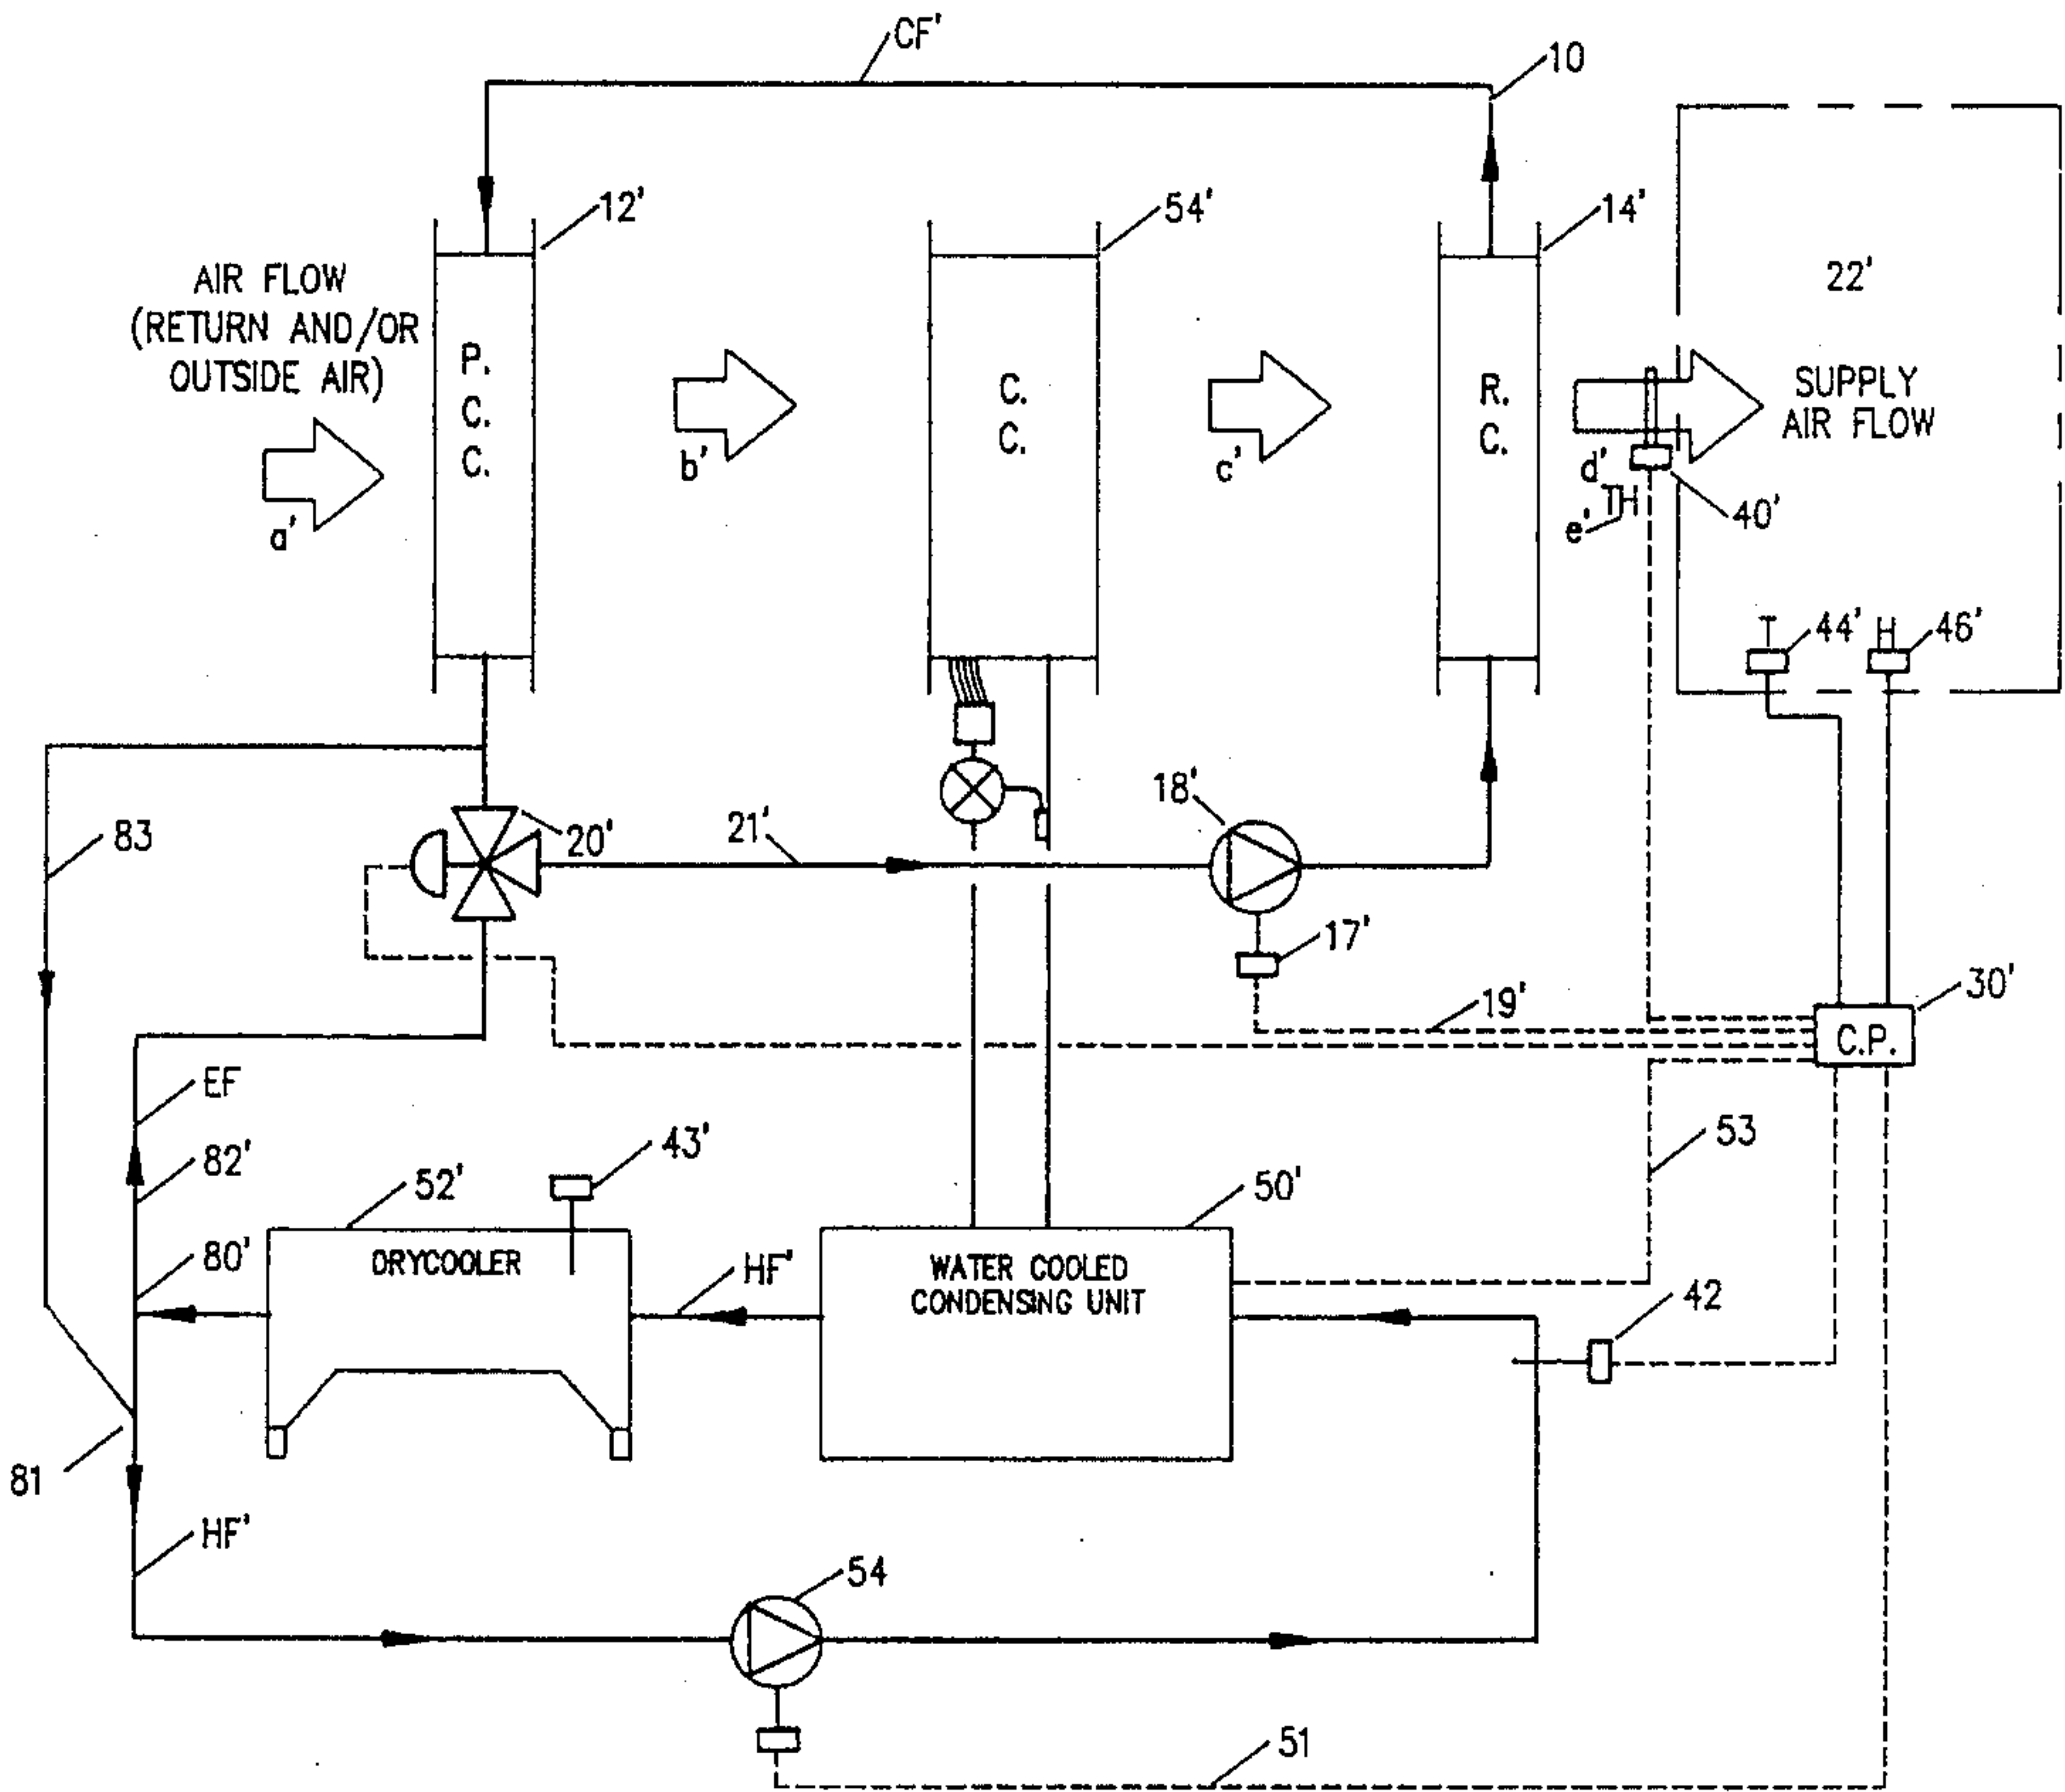 CF'
10
12'
54'
14'
22'
AIR FLOW
(RETURN AND/OR
OUTSIDE AIR)
P.
C.
C.
C.
C.
R.
C.
SUPPLY
AIR FLOW
a'
b'
c'
d'
e'
TH
40'
T
44'
H
46'
83
20'
21'
18'
17'
19'
30'
C.P.
EF
82'
80'
52'
43'
50'
53
DRYCOOLER
HF'
WATER COOLED
CONDENSING UNIT
42
81
HF'
54
51